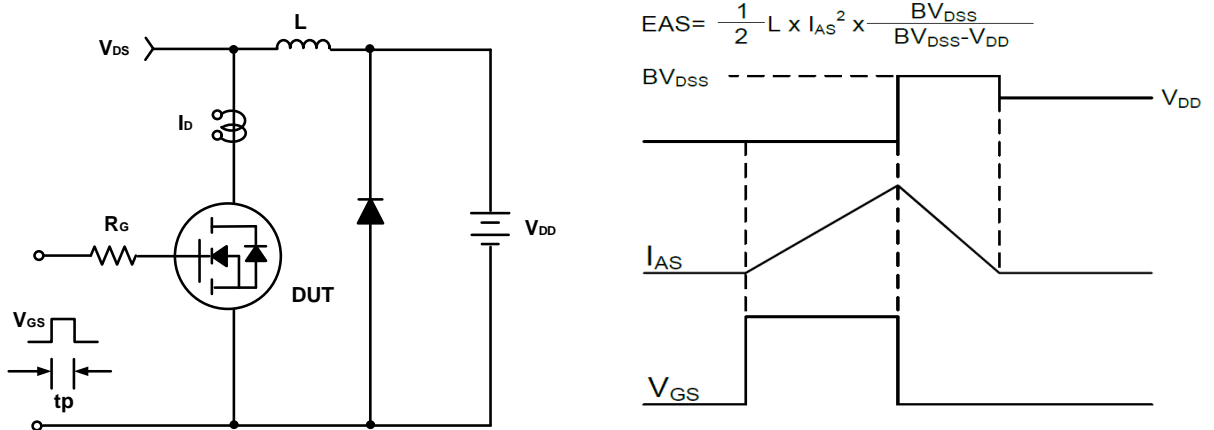 L
VDS
ID
RG
VDD
DUT
VGS
tp
EAS= 1/2 L x IAS² x BVDSS/BVDSS-VDD
BVDSS
VDD
IAS
VGS